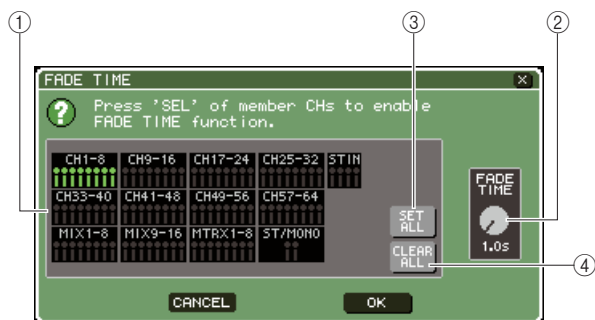 ① ③ ②
FADE TIME
?
Press 'SEL' of member CHs to enable
FADE TIME function.
CH1-8 CH9-16 CH17-24 CH25-32 STIN
CH33-40 CH41-48 CH49-56 CH57-64
MIX1-8 MIX9-16 MTRX1-8 ST/MONO
SET
ALL
CLEAR
ALL
FADE
TIME
1.0s
④
CANCEL OK